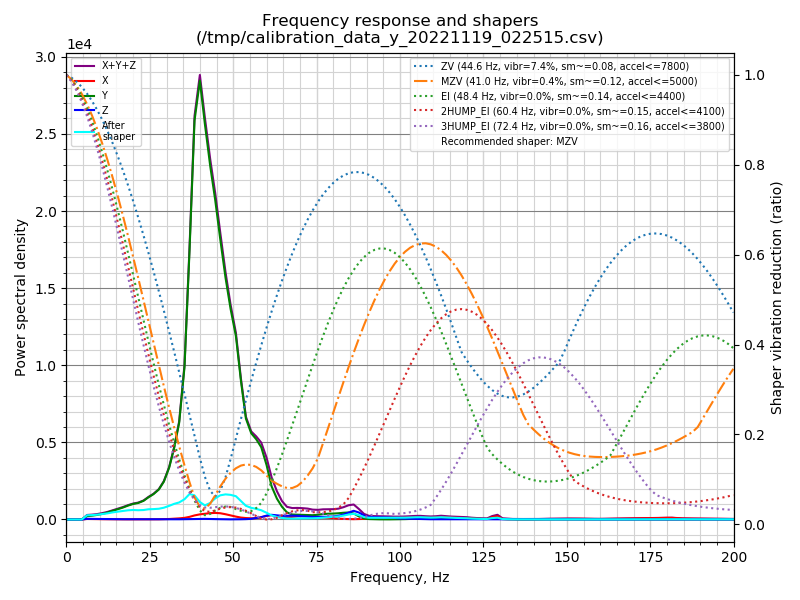 Frequency response and shapers
(/tmp/calibration_data_y_20221119_022515.csv)
1e4
X+Y+Z
X
Y
Z
After
shaper
ZV (44.6 Hz, vibr=7.4%, sm~=0.08, accel<=7800)
MZV (41.0 Hz, vibr=0.4%, sm~=0.12, accel<=5000)
EI (48.4 Hz, vibr=0.0%, sm~=0.14, accel<=4400)
2HUMP_EI (60.4 Hz, vibr=0.0%, sm~=0.15, accel<=4100)
3HUMP_EI (72.4 Hz, vibr=0.0%, sm~=0.16, accel<=3800)
Recommended shaper: MZV
Power spectral density
3.0
2.5
2.0
1.5
1.0
0.5
0.0
1.0
0.8
0.6
0.4
0.2
0.0
Shaper vibration reduction (ratio)
0 25 50 75 100 125 150 175 200
Frequency, Hz